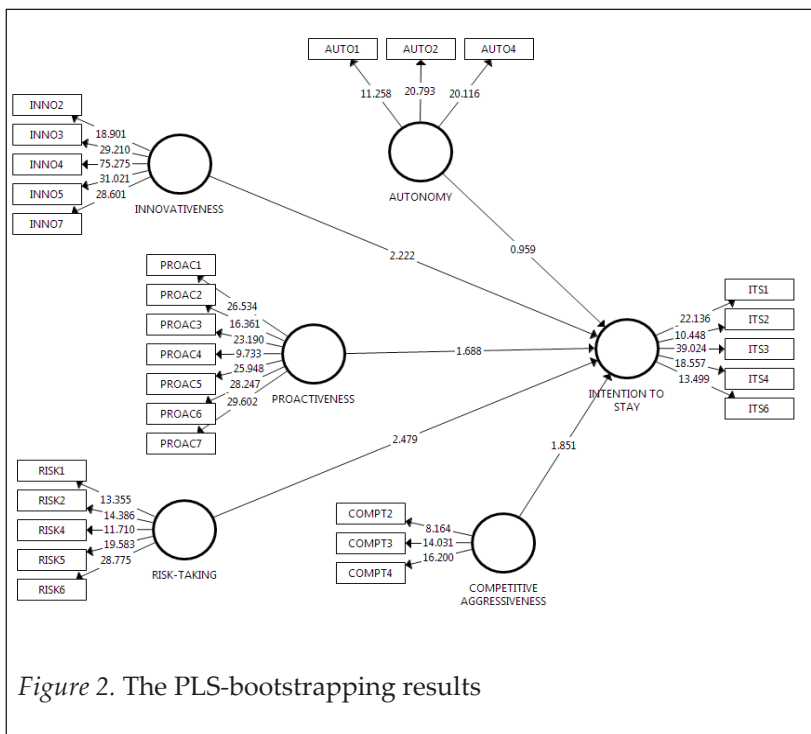 AUTO1 AUTO2 AUTO4
11.258 20.793 20.116
AUTONOMY
INNO2
INNO3
INNO4
INNO5
INNO7
18.901
29.210
75.275
31.021
28.601
INNOVATIVENESS
2.222
0.959
PROAC1
PROAC2
PROAC3
PROAC4
PROAC5
PROAC6
PROAC7
26.534
16.361
23.190
9.733
25.948
28.247
29.602
PROACTIVENESS
1.688
ITS1
ITS2
ITS3
ITS4
ITS6
22.136
10.448
39.024
18.557
13.499
INTENTION TO
STAY
RISK1
RISK2
RISK4
RISK5
RISK6
13.355
14.386
11.710
19.583
28.775
RISK-TAKING
2.479
1.851
COMPT2
COMPT3
COMPT4
8.164
14.031
16.200
COMPETITIVE
AGGRESSIVENESS
Figure 2. The PLS-bootstrapping results